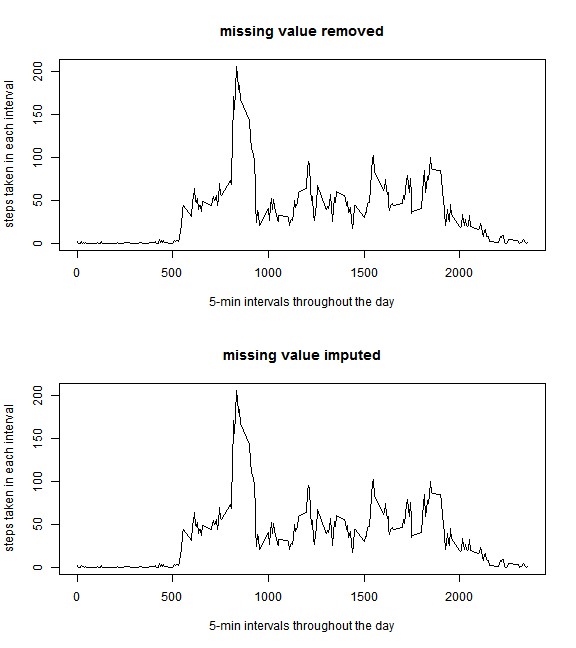 missing value removed
steps taken in each interval
200
150
100
50
0
0 500 1000 1500 2000
5-min intervals throughout the day
missing value imputed
steps taken in each interval
200
150
100
50
0
0 500 1000 1500 2000
5-min intervals throughout the day